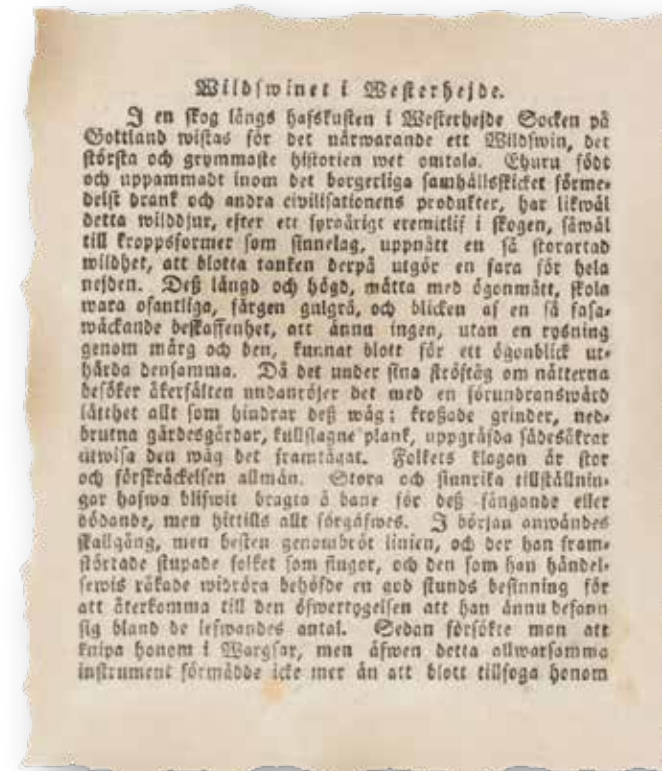 Wildswinet i Westerhejde.
I en skog längs hafskusten i Westerhejde Socken på
Gottland wistas för det närwarande ett Wildswin, det
största och grymmaste historien wet omtala. Ehuru födt
och uppammadt inom det borgerliga samhällsskicket förme-
delst drank och andra civilisationens produkter, har likwäl
detta wilddjur, efter ett fyraårigt eremitlif i skogen, såwäl
till kroppsformer som sinnelag, uppnått en så storartad
wildhet, att blotta tanken derpå utgör en fara för hela
nejden. Deß längd och högd, mätta med ögonmått, skola
wara ofantliga, färgen gulgrå, och blicken af en så fasa-
wäckande beskaffenhet, att ännu ingen, utan en rysning
genom märg och ben, kunnat blott för ett ögonblick ut-
härda densamma. Då det under sina ströftåg om nätterna
besöker åkerfälten undanröjer det med en förundranswärd
lätthet allt som hindrar deß wäg; kroßade grinder, ned-
brutna gärdesgårdar, kullslagne plank, uppgräfda sädesåkrar
utwisa den wäg det framtågat. Folkets klagan är stor
och förskräckelsen allmän. Stora och sinnrika tillställnin-
gar hafwa blifwit bragta å bane för deß fångande eller
dödande, men hittills allt förgäfwes. I början anwändes
skallgång, men besten genombröt linien, och der han fram-
störtade stupade folket som flugor, och den som han händel-
sewis råkade widröra behöfde en god stunds besinning för
att återkomma till den öfwertygelsen att han ännu befann
sig bland de lefwandes antal. Sedan försökte man att
knipa honom i Wargsax, men äfwen detta allwarsamma
instrument förmådde icke mer än att blott tillfoga honom